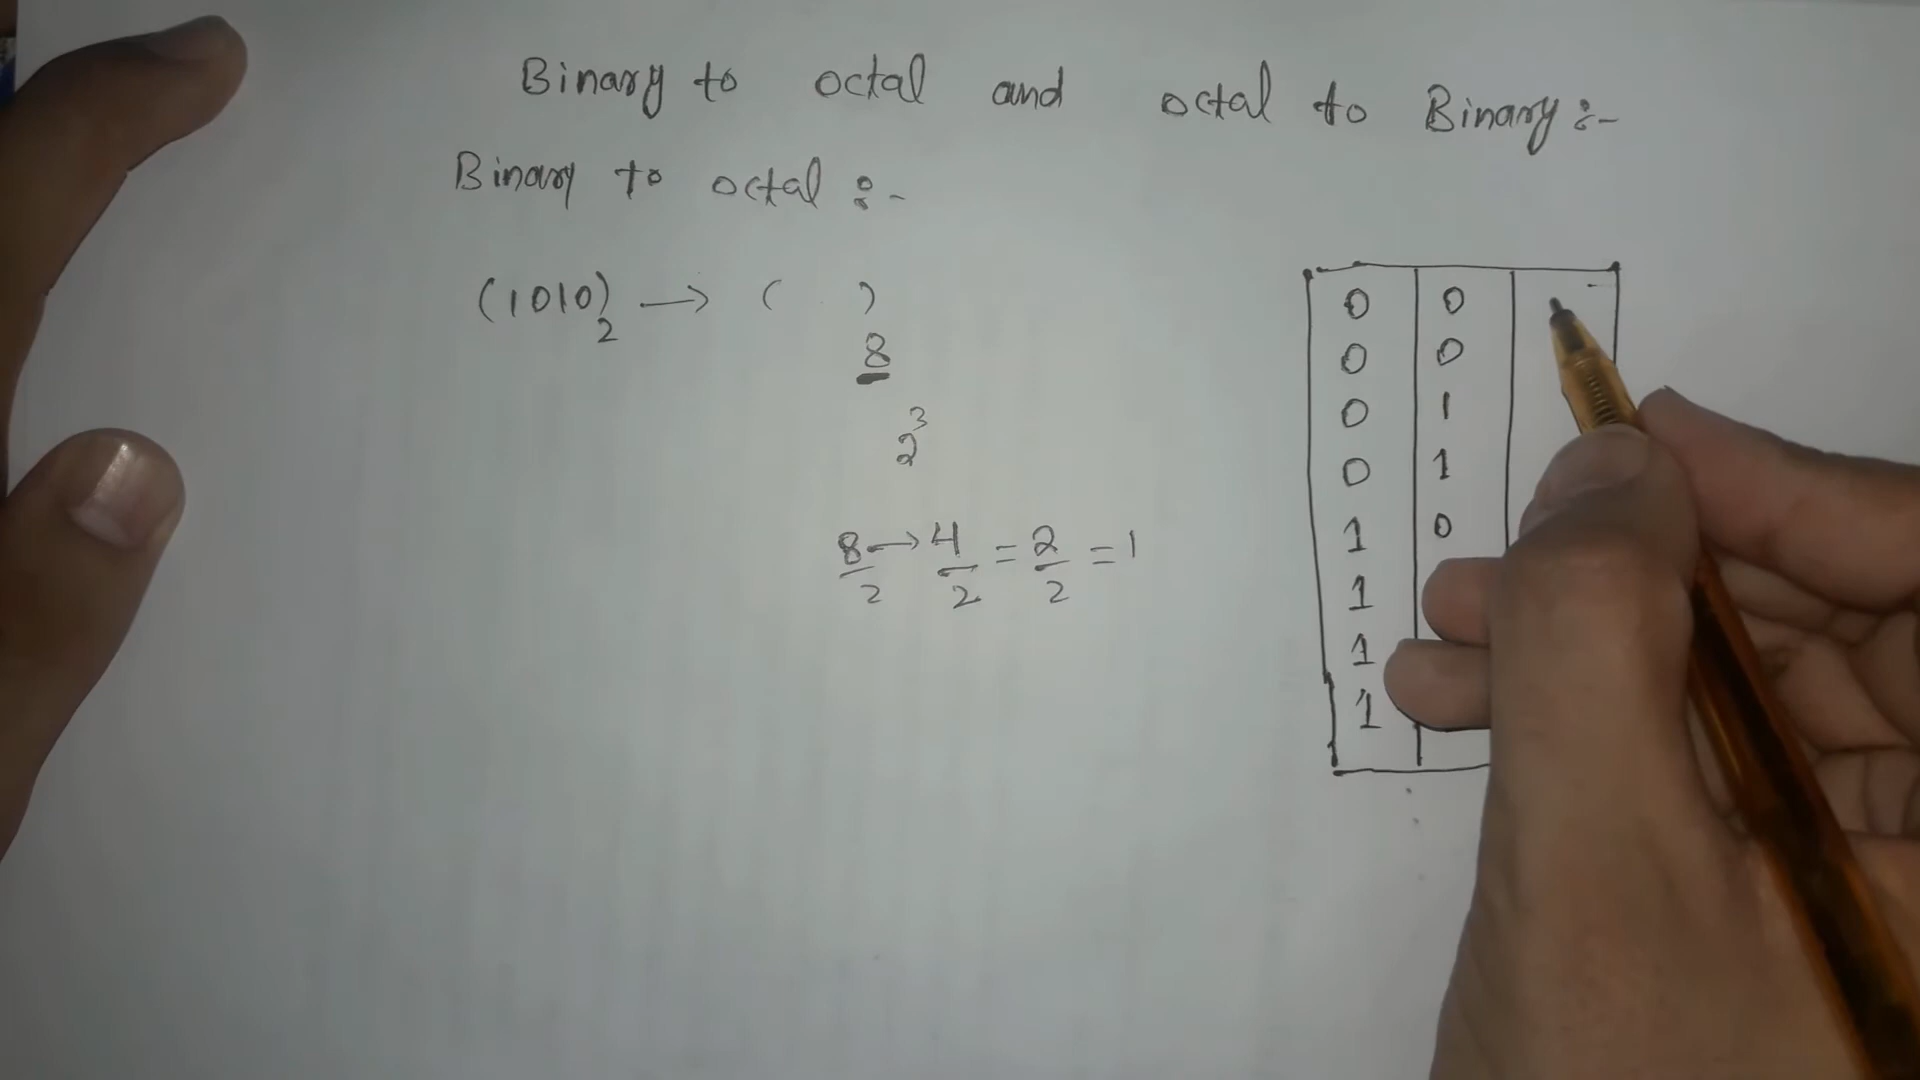 Binary to octal and octal to Binary :-
Binary to octal :-
(1010)2 → ( )8
2^3
8/2 → 4/2 = 2/2 = 1
0 0
0 0
0 1
0 1
1 0
1
1
1